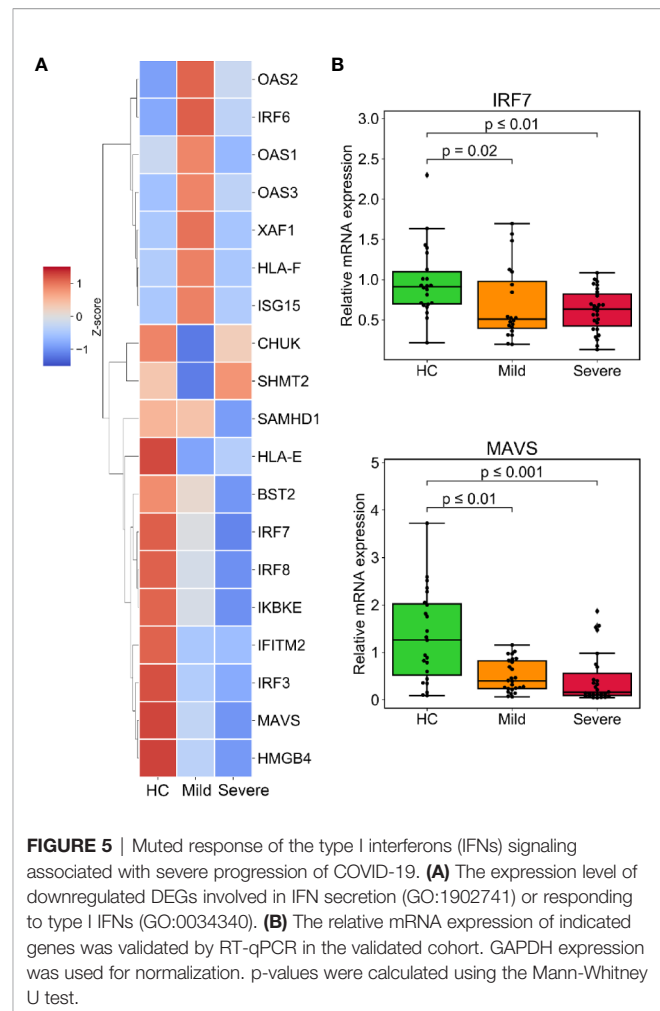 A
OAS2
IRF6
OAS1
OAS3
XAF1
HLA-F
ISG15
CHUK
SHMT2
SAMHD1
HLA-E
BST2
IRF7
IRF8
IKBKE
IFITM2
IRF3
MAVS
HMGB4
HC Mild Severe
1
0
−1
Z-score
B
IRF7
p ≤ 0.01
p = 0.02
Relative mRNA expression
3.0
2.5
2.0
1.5
1.0
0.5
HC Mild Severe
MAVS
p ≤ 0.001
p ≤ 0.01
Relative mRNA expression
5
4
3
2
1
0
HC Mild Severe
FIGURE 5 | Muted response of the type I interferons (IFNs) signaling
associated with severe progression of COVID-19. (A) The expression level of
downregulated DEGs involved in IFN secretion (GO:1902741) or responding
to type I IFNs (GO:0034340). (B) The relative mRNA expression of indicated
genes was validated by RT-qPCR in the validated cohort. GAPDH expression
was used for normalization. p-values were calculated using the Mann-Whitney
U test.